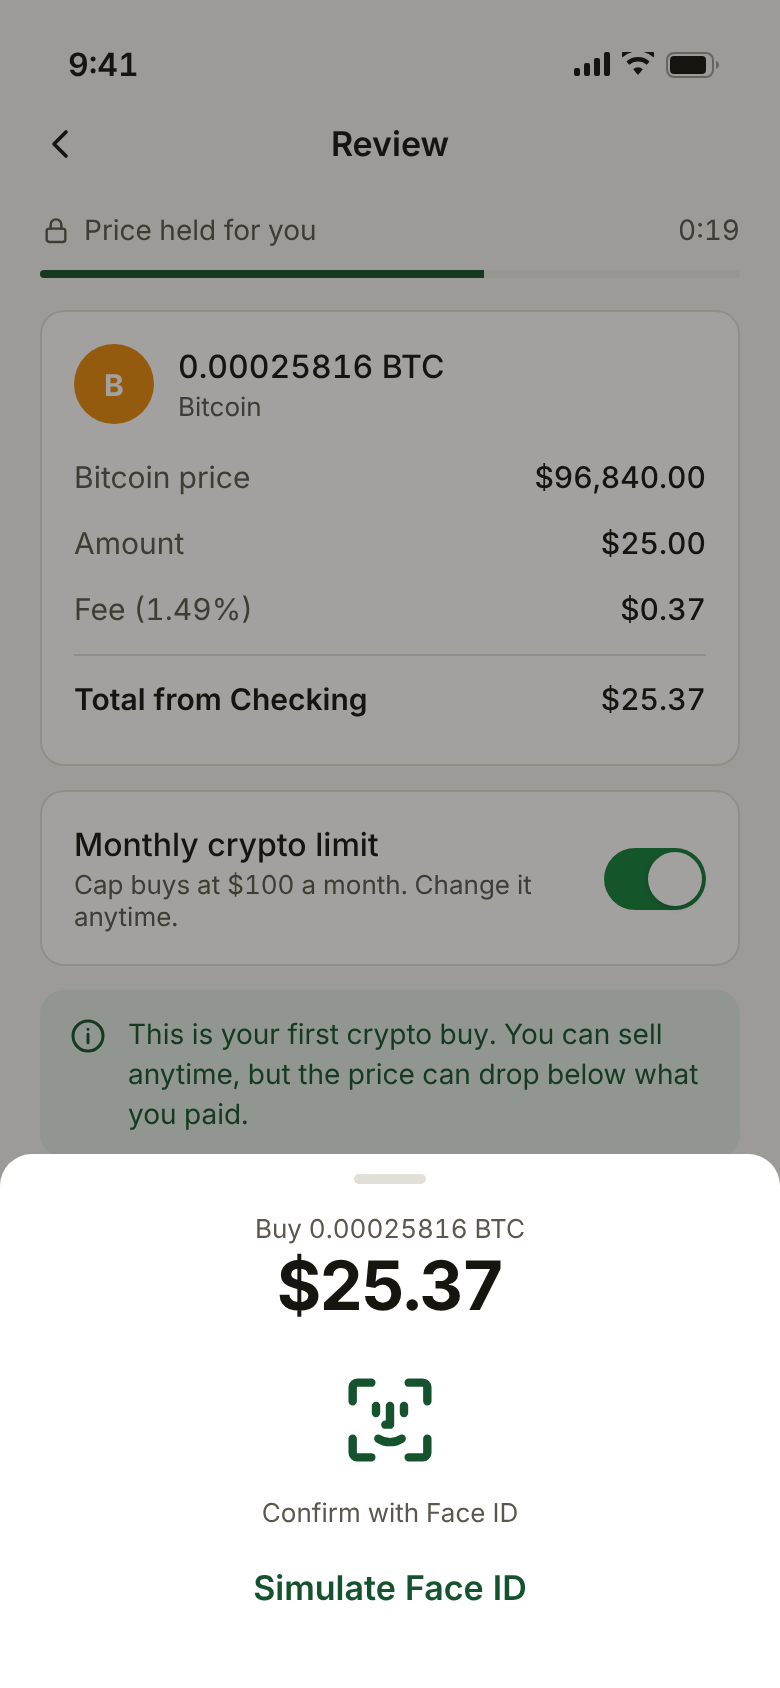 9:41
Review
Price held for you 0:19
B
0.00025816 BTC
Bitcoin
Bitcoin price $96,840.00
Amount $25.00
Fee (1.49%) $0.37
Total from Checking $25.37
Monthly crypto limit
Cap buys at $100 a month. Change it
anytime.
This is your first crypto buy. You can sell
anytime, but the price can drop below what
you paid.
Buy 0.00025816 BTC
$25.37
Confirm with Face ID
Simulate Face ID